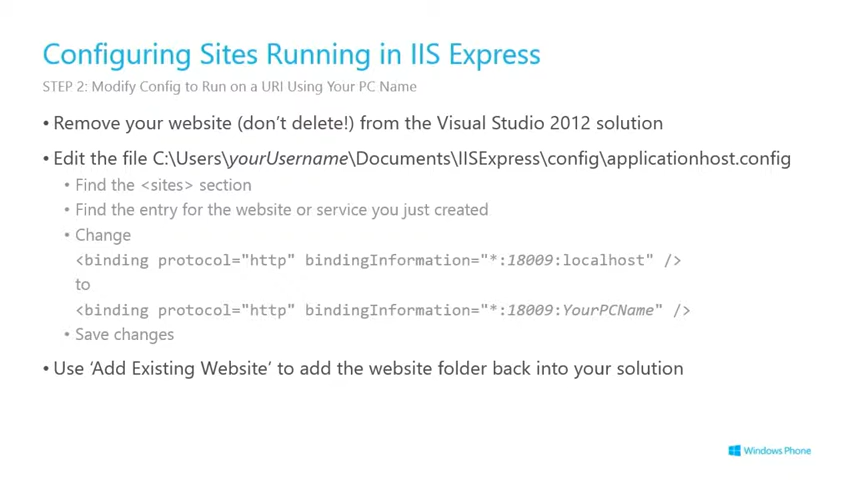 Configuring Sites Running in IIS Express
STEP 2: Modify Config to Run on a URI Using Your PC Name
• Remove your website (don't delete!) from the Visual Studio 2012 solution
• Edit the file C:\Users\yourUsername\Documents\IISExpress\config\applicationhost.config
• Find the <sites> section
• Find the entry for the website or service you just created
• Change
<binding protocol="http" bindingInformation="*:18009:localhost" />
to
<binding protocol="http" bindingInformation="*:18009:YourPCName" />
• Save changes
• Use ‘Add Existing Website‘ to add the website folder back into your solution
Windows Phone